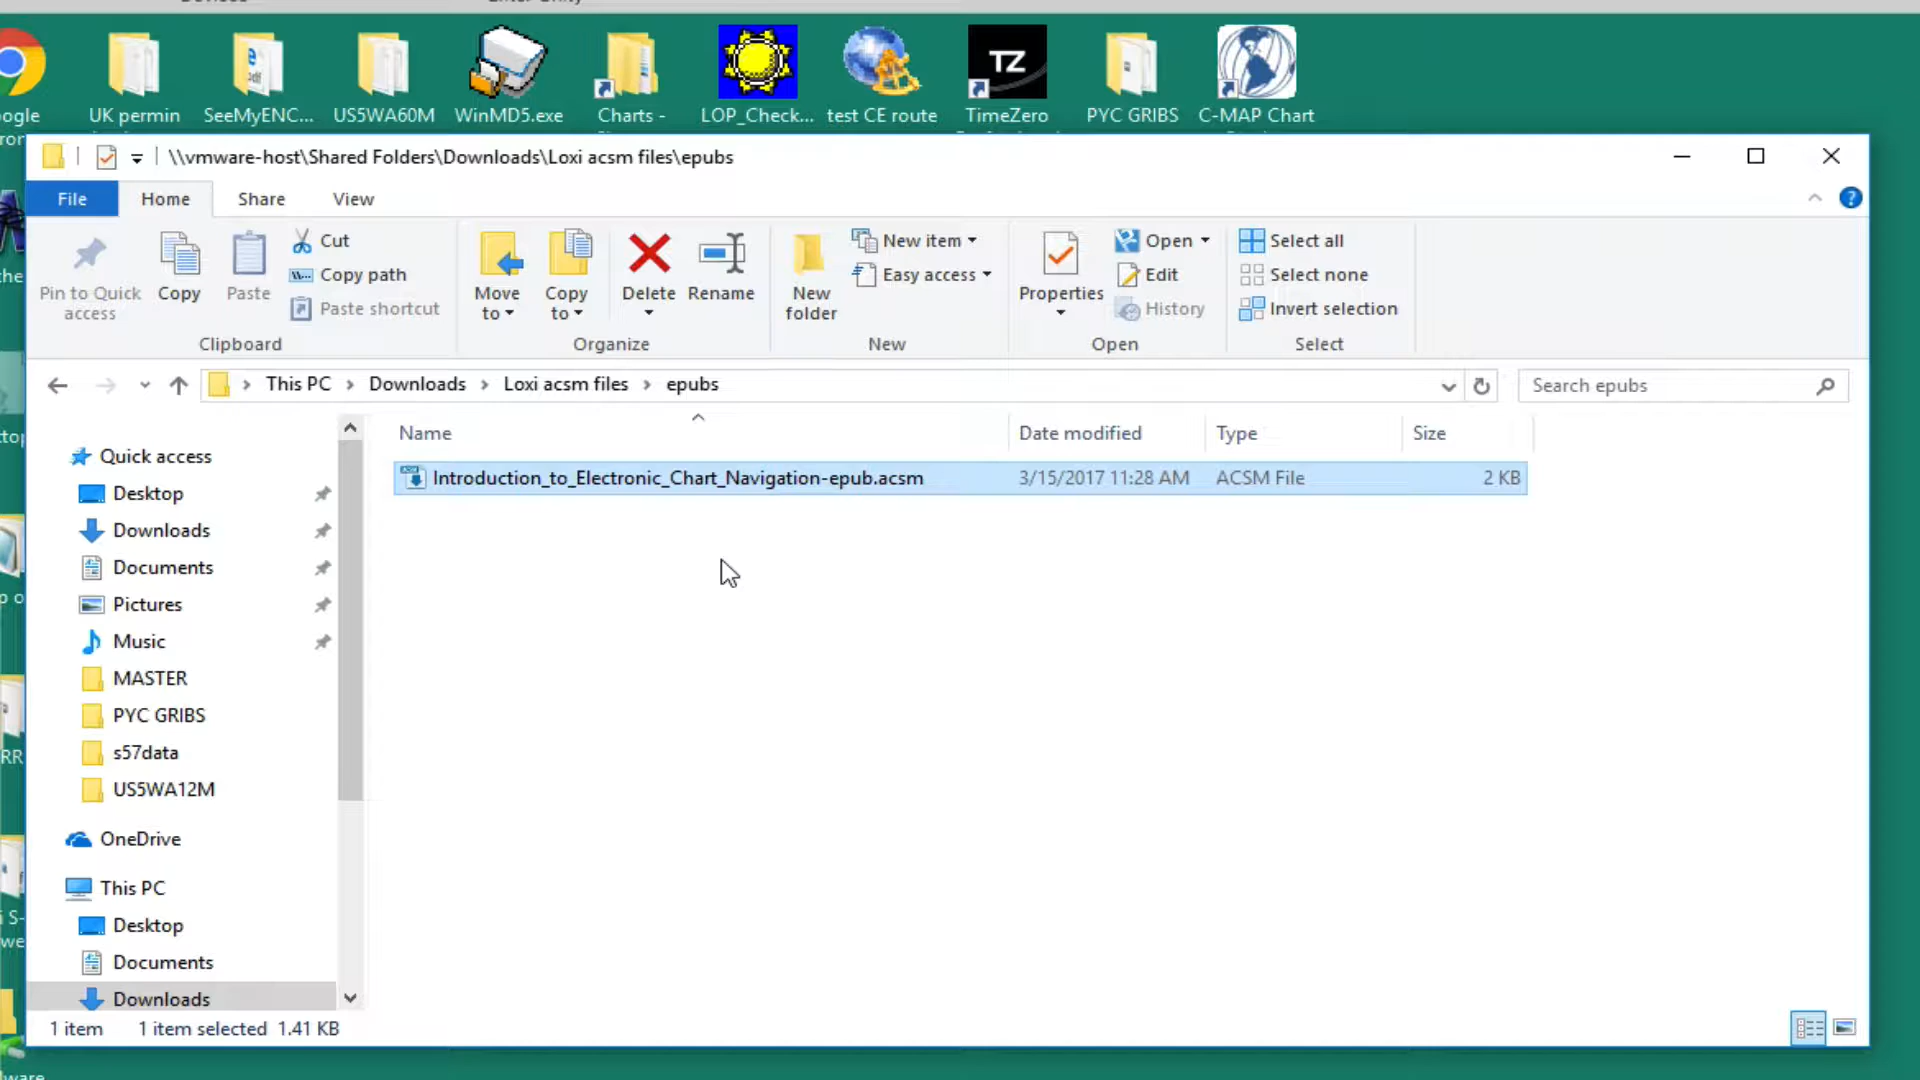 UK permin
SeeMyENC...
US5WA60M
WinMD5.exe
Charts -
LOP_Check...
test CE route
TZ
TimeZero
PYC GRIBS
C-MAP Chart
\\vmware-host\Shared Folders\Downloads\Loxi acsm files\epubs
File Home Share View
Pin to Quick
access
Copy
Paste
Cut
Copy path
Paste shortcut
Clipboard
Move
to
Copy
to
Delete
Rename
Organize
New
folder
New item
Easy access
New
Properties
Open
Edit
History
Open
Select all
Select none
Invert selection
Select
This PC > Downloads > Loxi acsm files > epubs
Search epubs
Name Date modified Type Size
Introduction_to_Electronic_Chart_Navigation-epub.acsm 3/15/2017 11:28 AM ACSM File 2 KB
Quick access
Desktop
Downloads
Documents
Pictures
Music
MASTER
PYC GRIBS
s57data
US5WA12M
OneDrive
This PC
Desktop
Documents
Downloads
1 item 1 item selected 1.41 KB